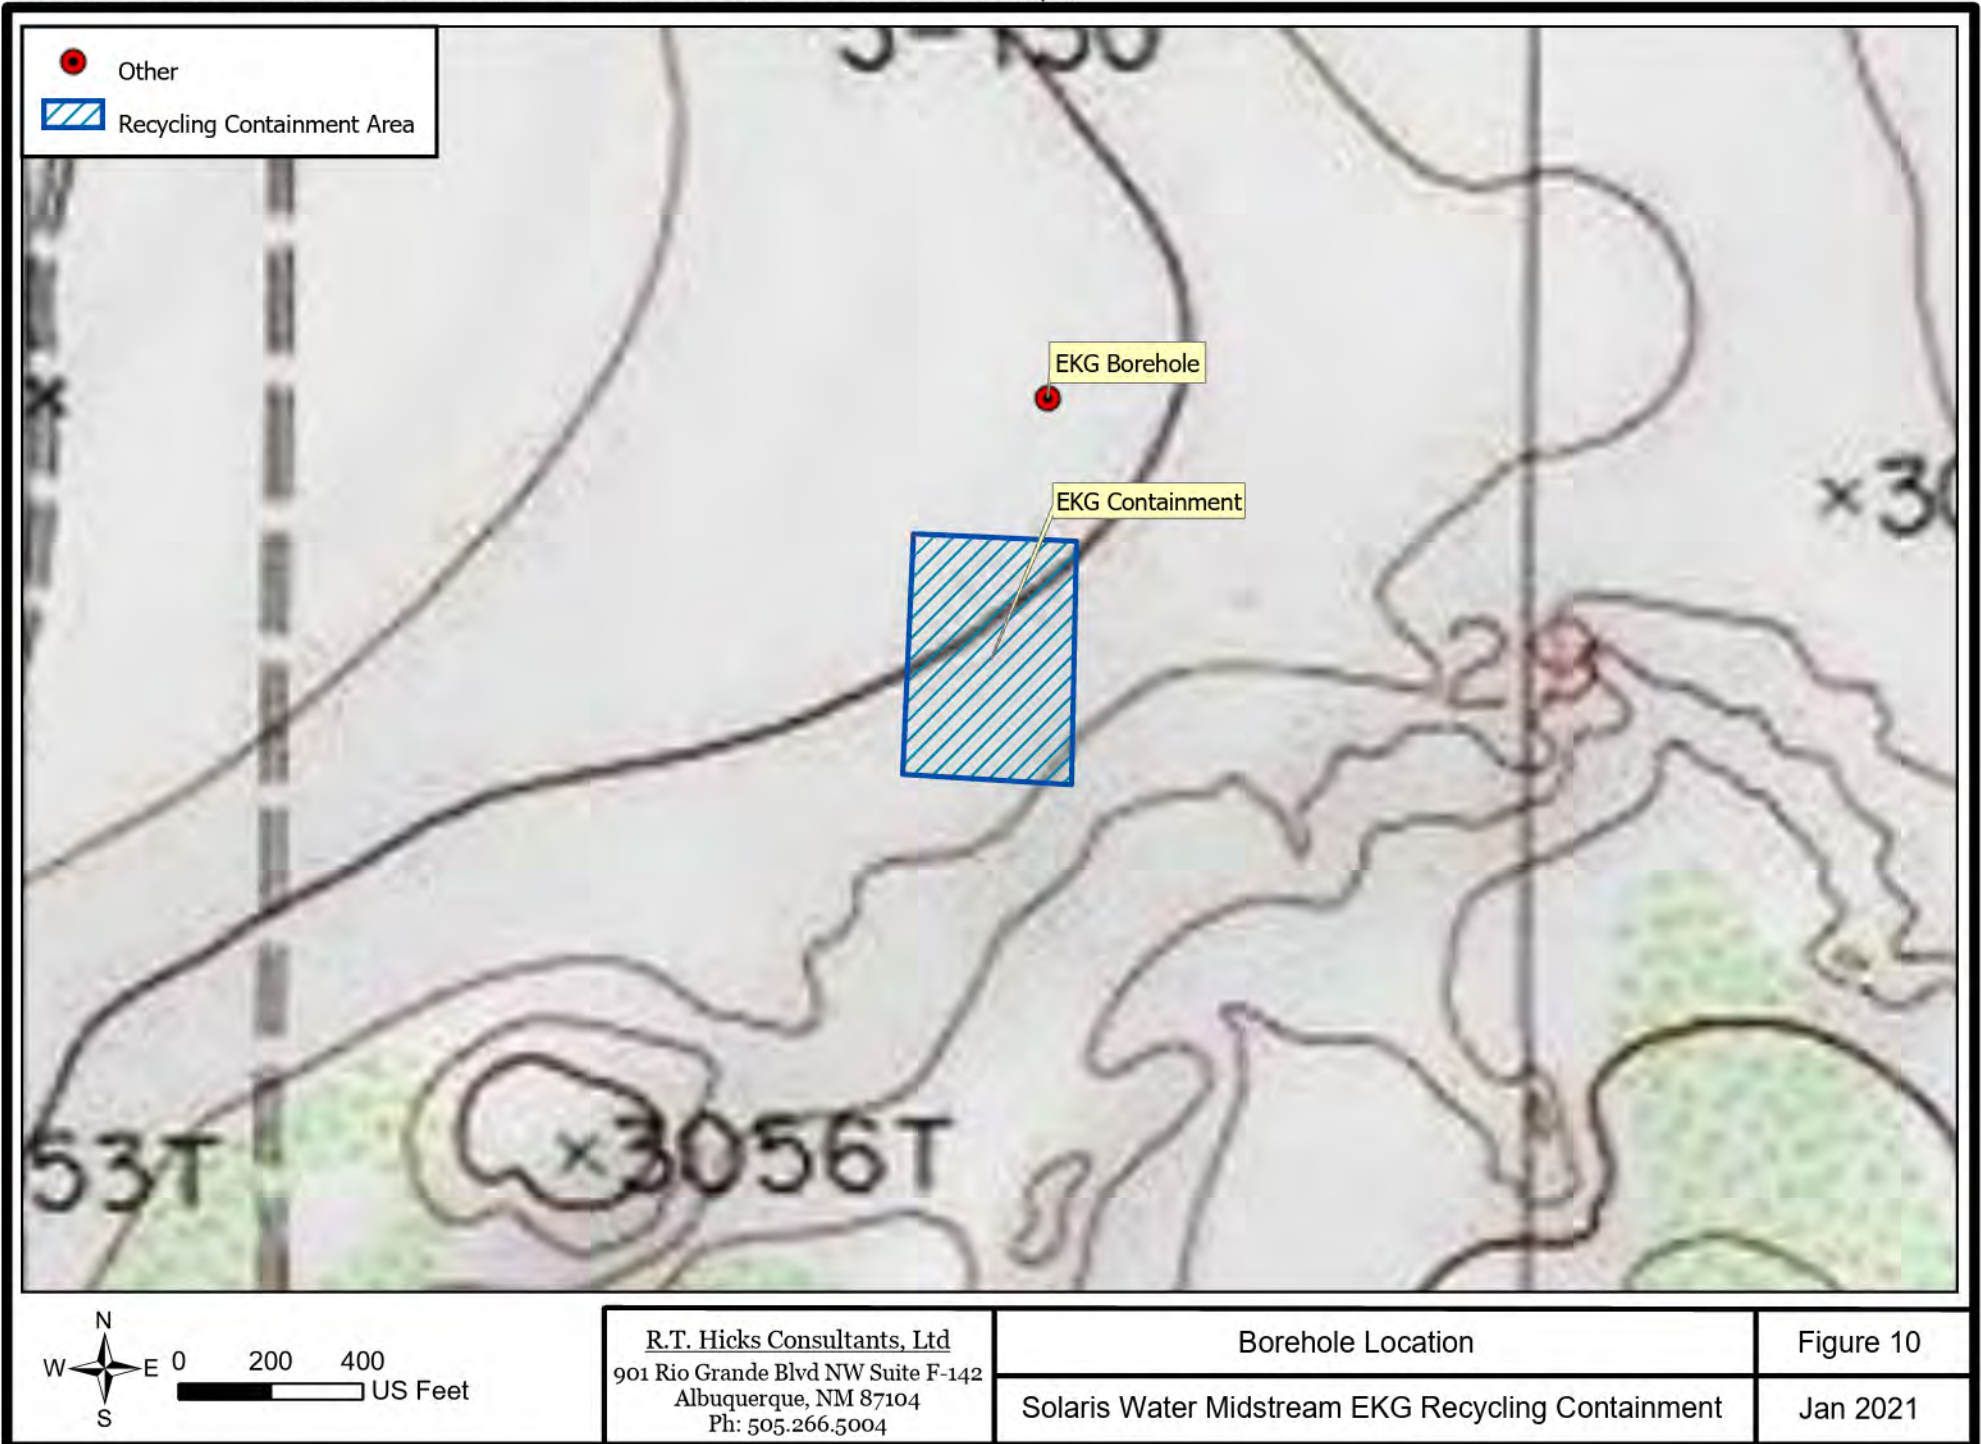 Other
Recycling Containment Area
EKG Borehole
EKG Containment
29
53T
×3056T
N
W E
S
0 200 400
US Feet
R.T. Hicks Consultants, Ltd
901 Rio Grande Blvd NW Suite F-142
Albuquerque, NM 87104
Ph: 505.266.5004
Borehole Location
Solaris Water Midstream EKG Recycling Containment
Figure 10
Jan 2021